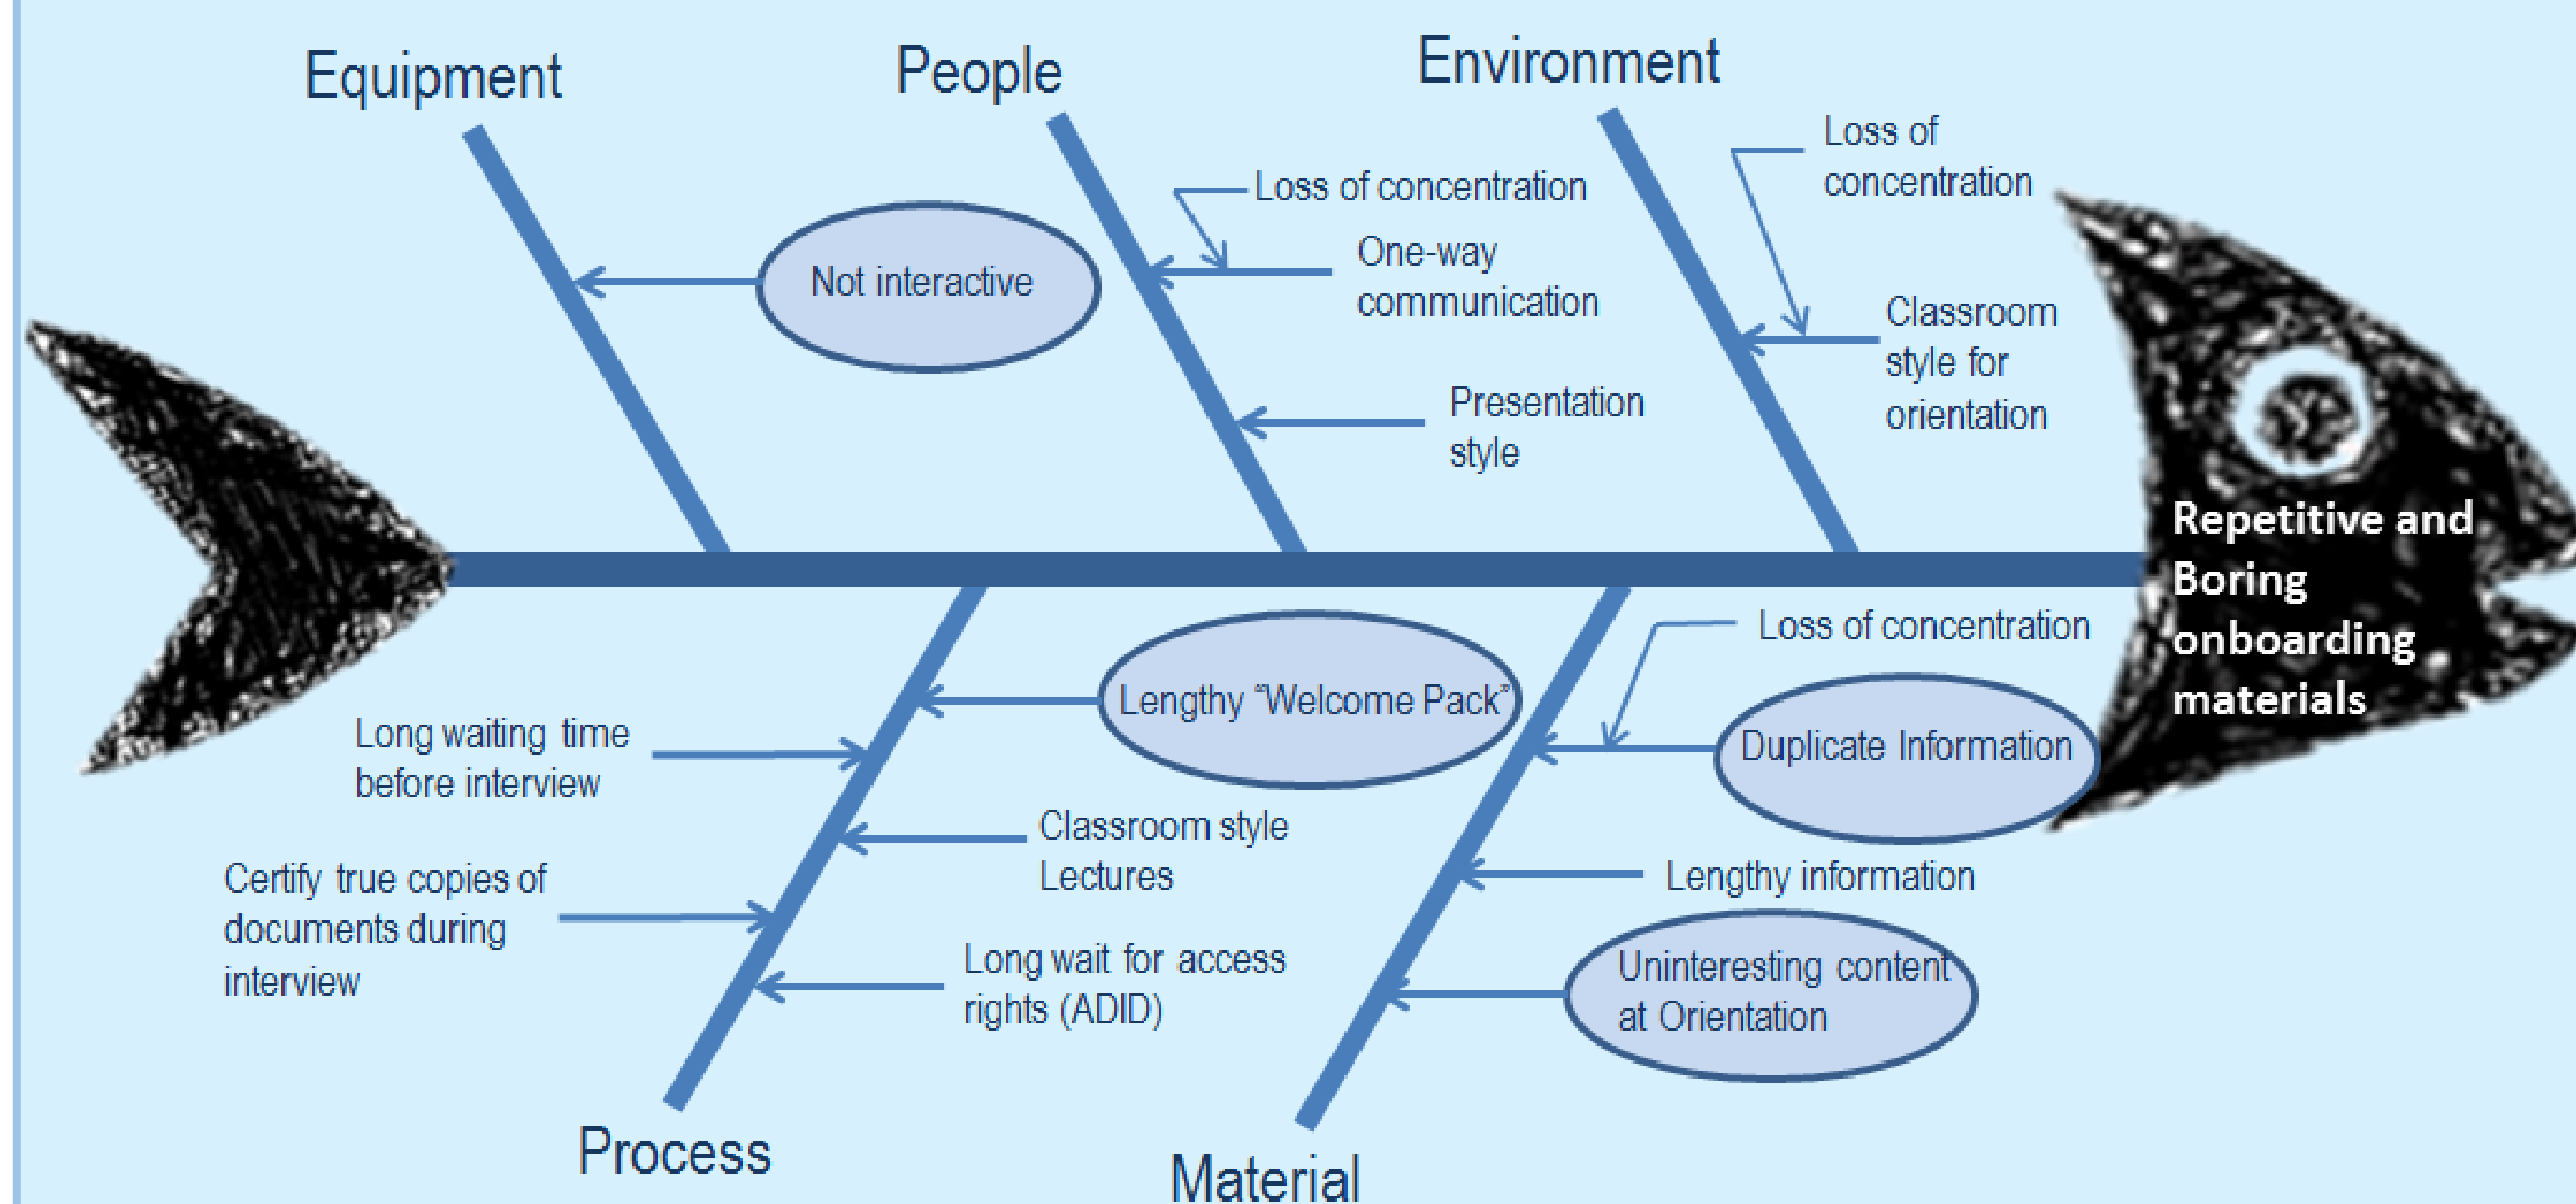 Equipment
People
Environment
Loss of
concentration
Loss of concentration
One-way
communication
Not interactive
Classroom
style for
orientation
Presentation
style
Repetitive and
Boring
onboarding
materials
Loss of concentration
Lengthy “Welcome Pack”
Duplicate Information
Long waiting time
before interview
Classroom style
Lectures
Lengthy information
Certify true copies of
documents during
interview
Long wait for access
rights (ADID)
Uninteresting content
at Orientation
Process
Material